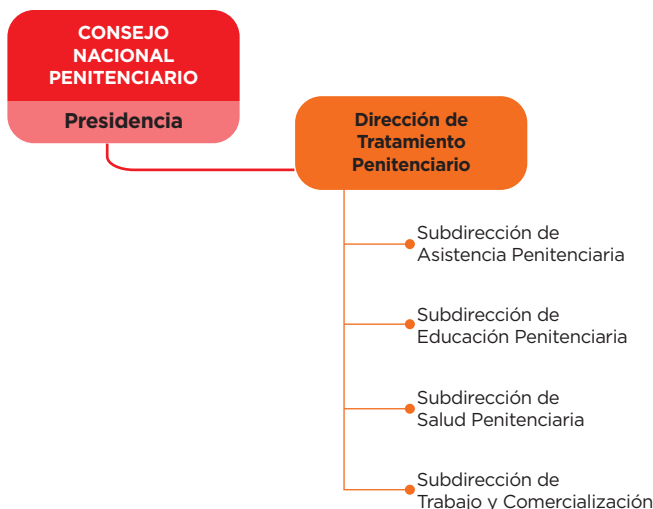 CONSEJO
NACIONAL
PENITENCIARIO
Presidencia
Dirección de
Tratamiento
Penitenciario
Subdirección de
Asistencia Penitenciaria
Subdirección de
Educación Penitenciaria
Subdirección de
Salud Penitenciaria
Subdirección de
Trabajo y Comercialización